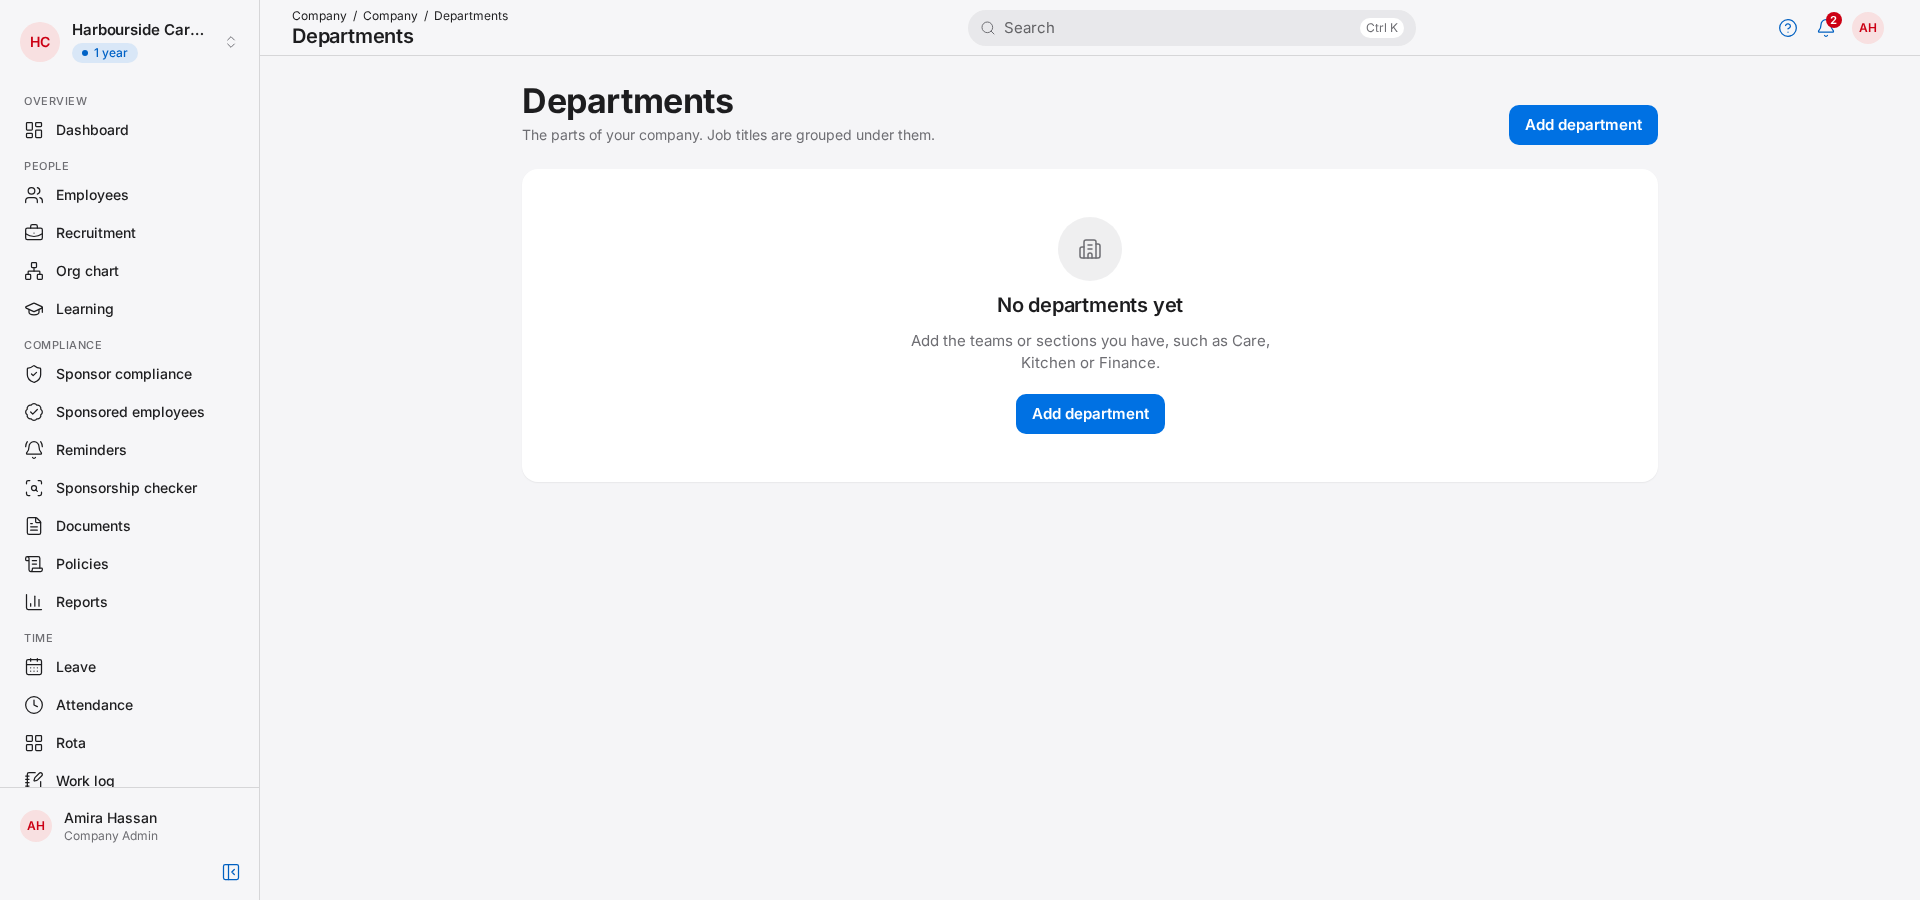 HC
Harbourside Car...
1 year
OVERVIEW
Dashboard
PEOPLE
Employees
Recruitment
Org chart
Learning
COMPLIANCE
Sponsor compliance
Sponsored employees
Reminders
Sponsorship checker
Documents
Policies
Reports
TIME
Leave
Attendance
Rota
Work log
AH
Amira Hassan
Company Admin
Company / Company / Departments
Departments
Search
Ctrl K
2
AH
Departments
The parts of your company. Job titles are grouped under them.
Add department
No departments yet
Add the teams or sections you have, such as Care,
Kitchen or Finance.
Add department